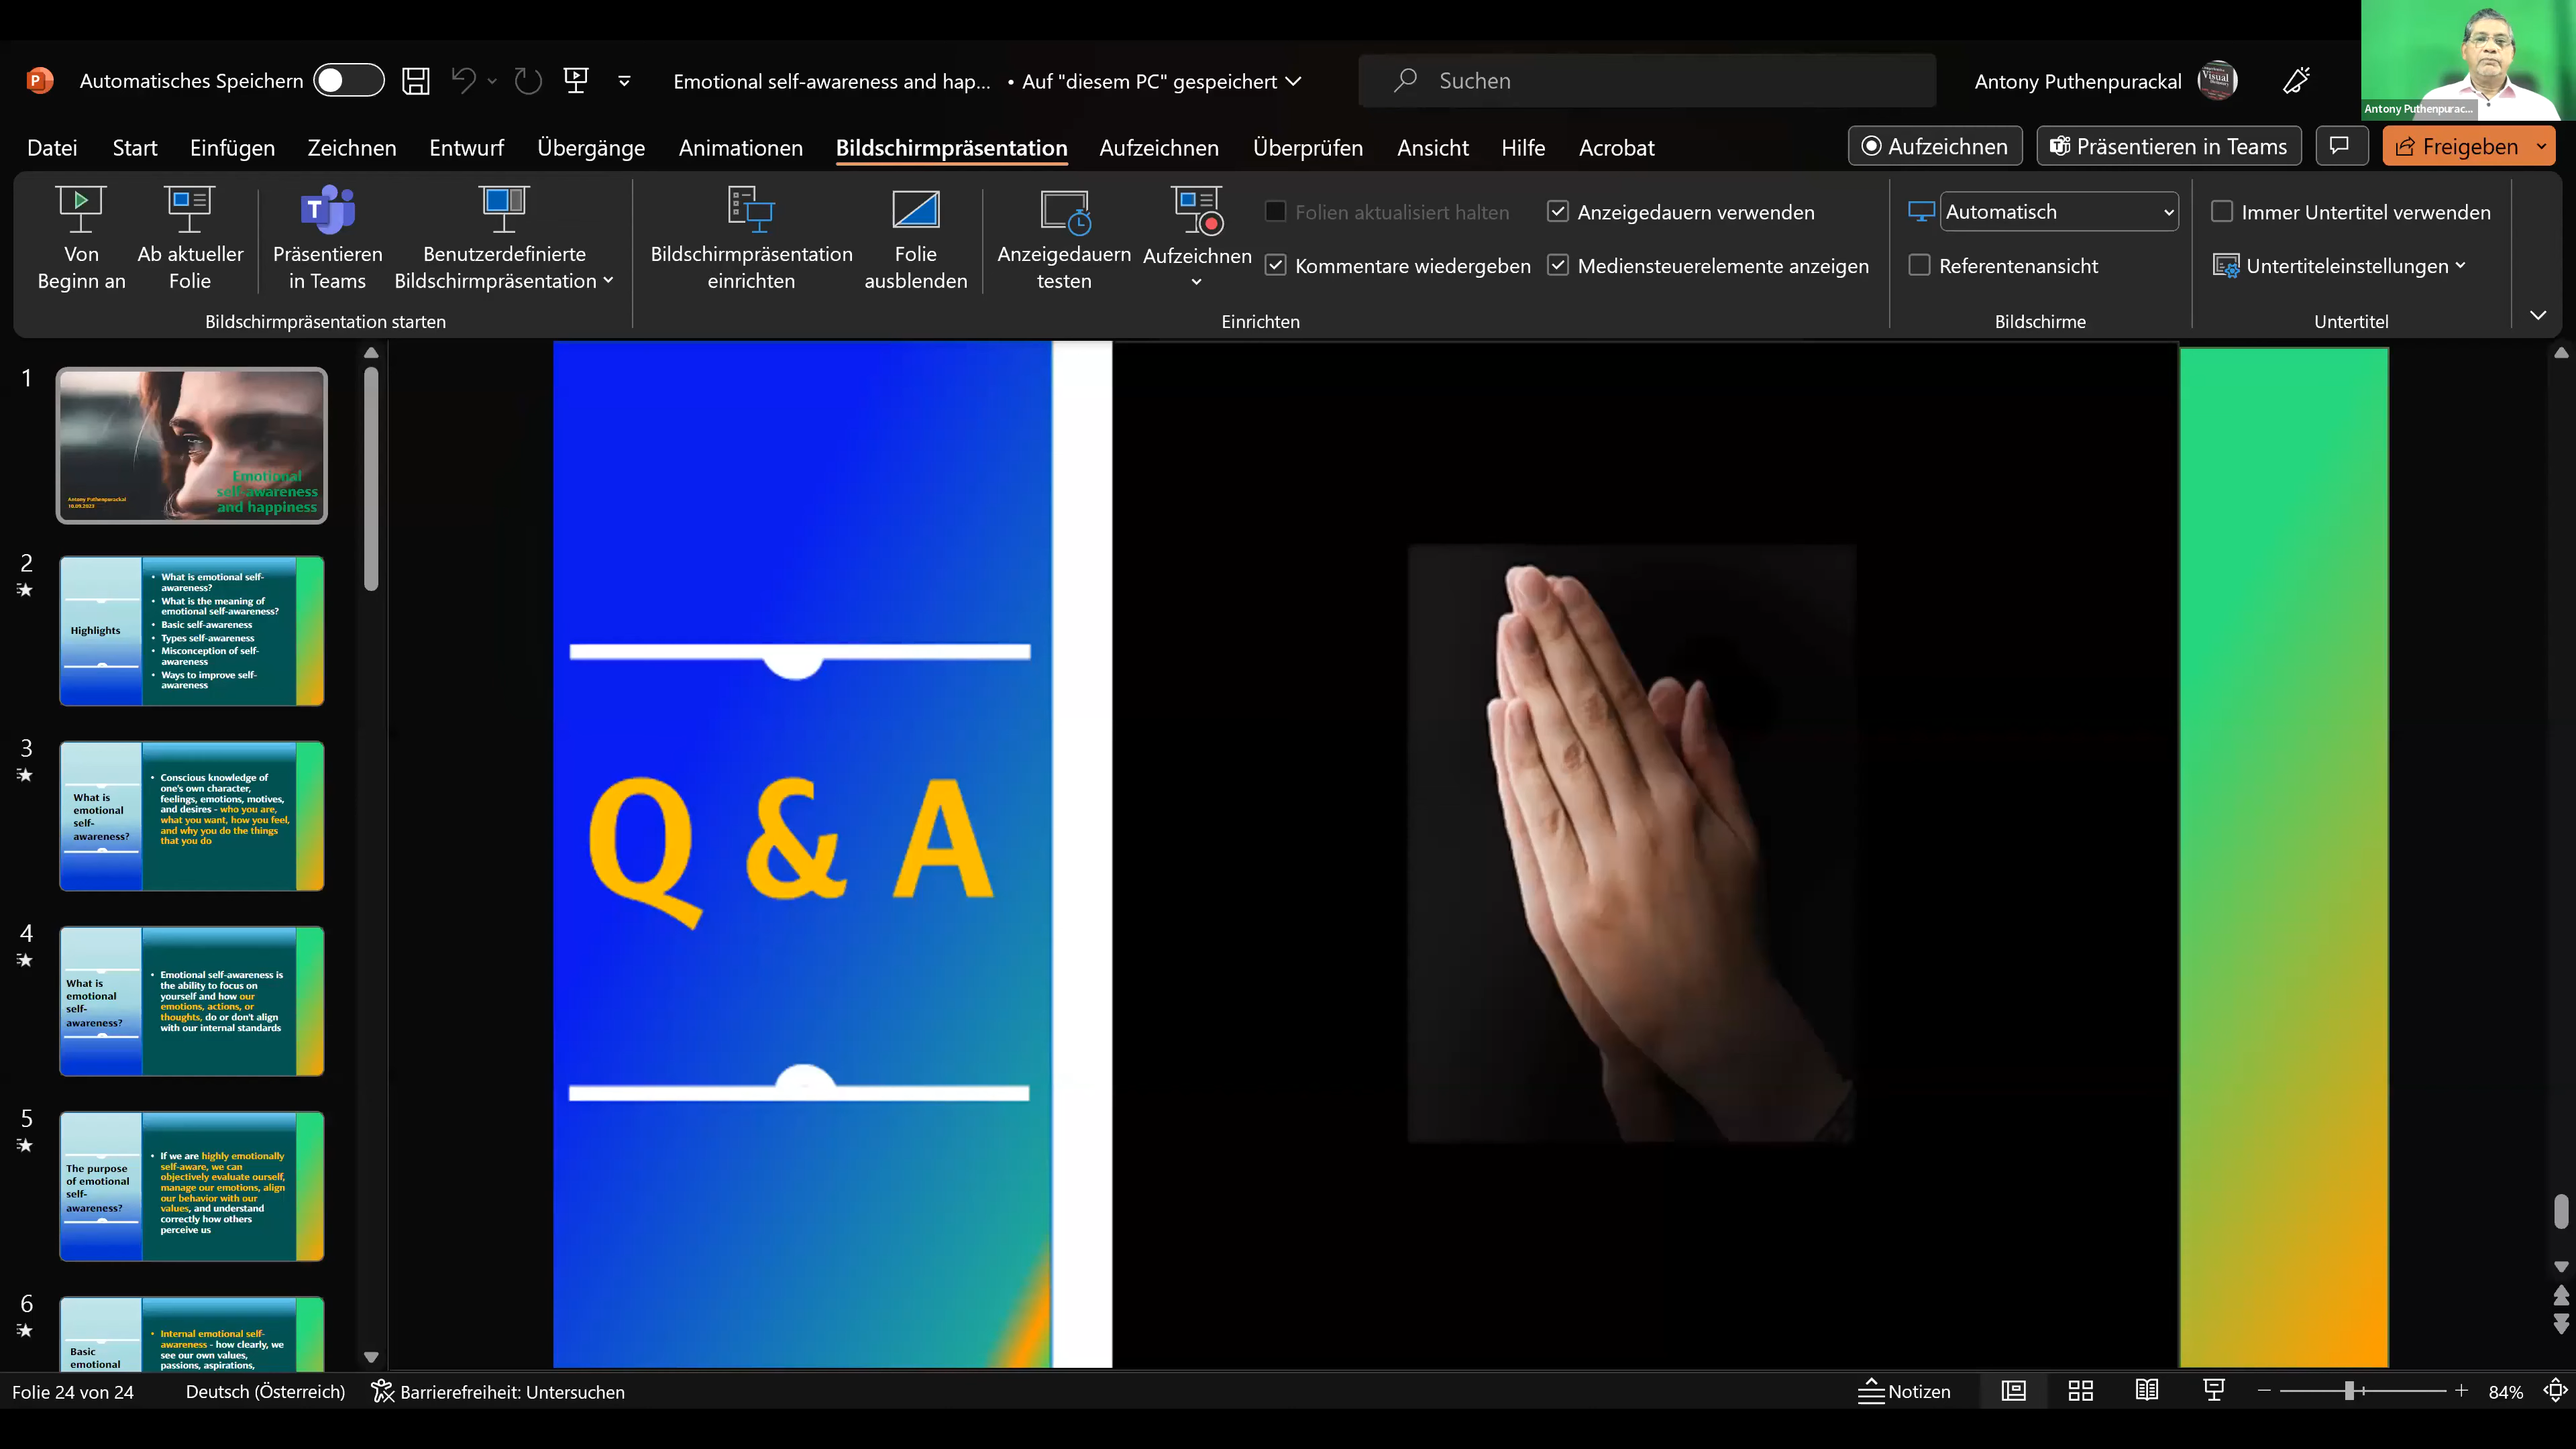 Automatisches Speichern
Emotional self-awareness and hap... • Auf "diesem PC" gespeichert
Suchen
Antony Puthenpurackal
Antony Puthenpurac...
Datei Start Einfügen Zeichnen Entwurf Übergänge Animationen Bildschirmpräsentation Aufzeichnen Überprüfen Ansicht Hilfe Acrobat
Aufzeichnen
Präsentieren in Teams
Freigeben
Von
Beginn an
Ab aktueller
Folie
Präsentieren
in Teams
Benutzerdefinierte
Bildschirmpräsentation
Bildschirmpräsentation starten
Bildschirmpräsentation
einrichten
Folie
ausblenden
Anzeigedauern
testen
Aufzeichnen
Folien aktualisiert halten
Kommentare wiedergeben
Anzeigedauern verwenden
Mediensteuerelemente anzeigen
Einrichten
Automatisch
Referentenansicht
Bildschirme
Immer Untertitel verwenden
Untertiteleinstellungen
Untertitel
1
Antony Puthenpurackal
10.09.2023
Emotional
self-awareness
and happiness
2
Highlights
• What is emotional self-
awareness?
• What is the meaning of
emotional self-awareness?
• Basic self-awareness
• Types self-awareness
• Misconception of self-
awareness
• Ways to improve self-
awareness
3
What is
emotional
self-
awareness?
• Conscious knowledge of
one's own character,
feelings, emotions, motives,
and desires - who you are,
what you want, how you feel,
and why you do the things
that you do
4
What is
emotional
self-
awareness?
• Emotional self-awareness is
the ability to focus on
yourself and how our
emotions, actions, or
thoughts, do or don't align
with our internal standards
5
The purpose
of emotional
self-
awareness?
• If we are highly emotionally
self-aware, we can
objectively evaluate ourself,
manage our emotions, align
our behavior with our
values, and understand
correctly how others
perceive us
6
Basic
emotional
• Internal emotional self-
awareness - how clearly, we
see our own values,
passions, aspirations,
Q & A
Folie 24 von 24
Deutsch (Österreich)
Barrierefreiheit: Untersuchen
Notizen
84%